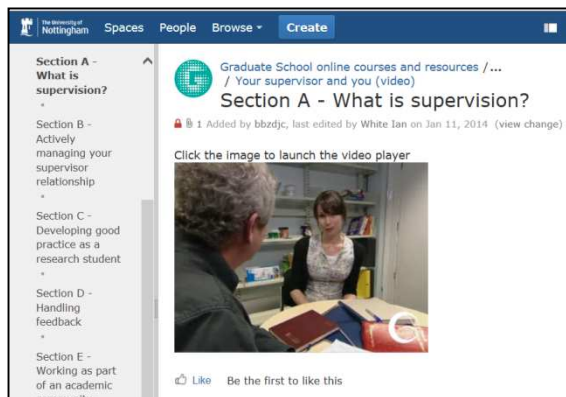 The University of
Nottingham
Spaces People Browse Create
Section A -
What is
supervision?
Section B -
Actively
managing your
supervisor
relationship
Section C -
Developing good
practice as a
research student
Section D -
Handling
feedback
Section E -
Working as part
of an academic
Graduate School online courses and resources /...
/ Your supervisor and you (video)
Section A - What is supervision?
1 Added by bbzdjc, last edited by White Ian on Jan 11, 2014 (view change)
Click the image to launch the video player
G
Like Be the first to like this